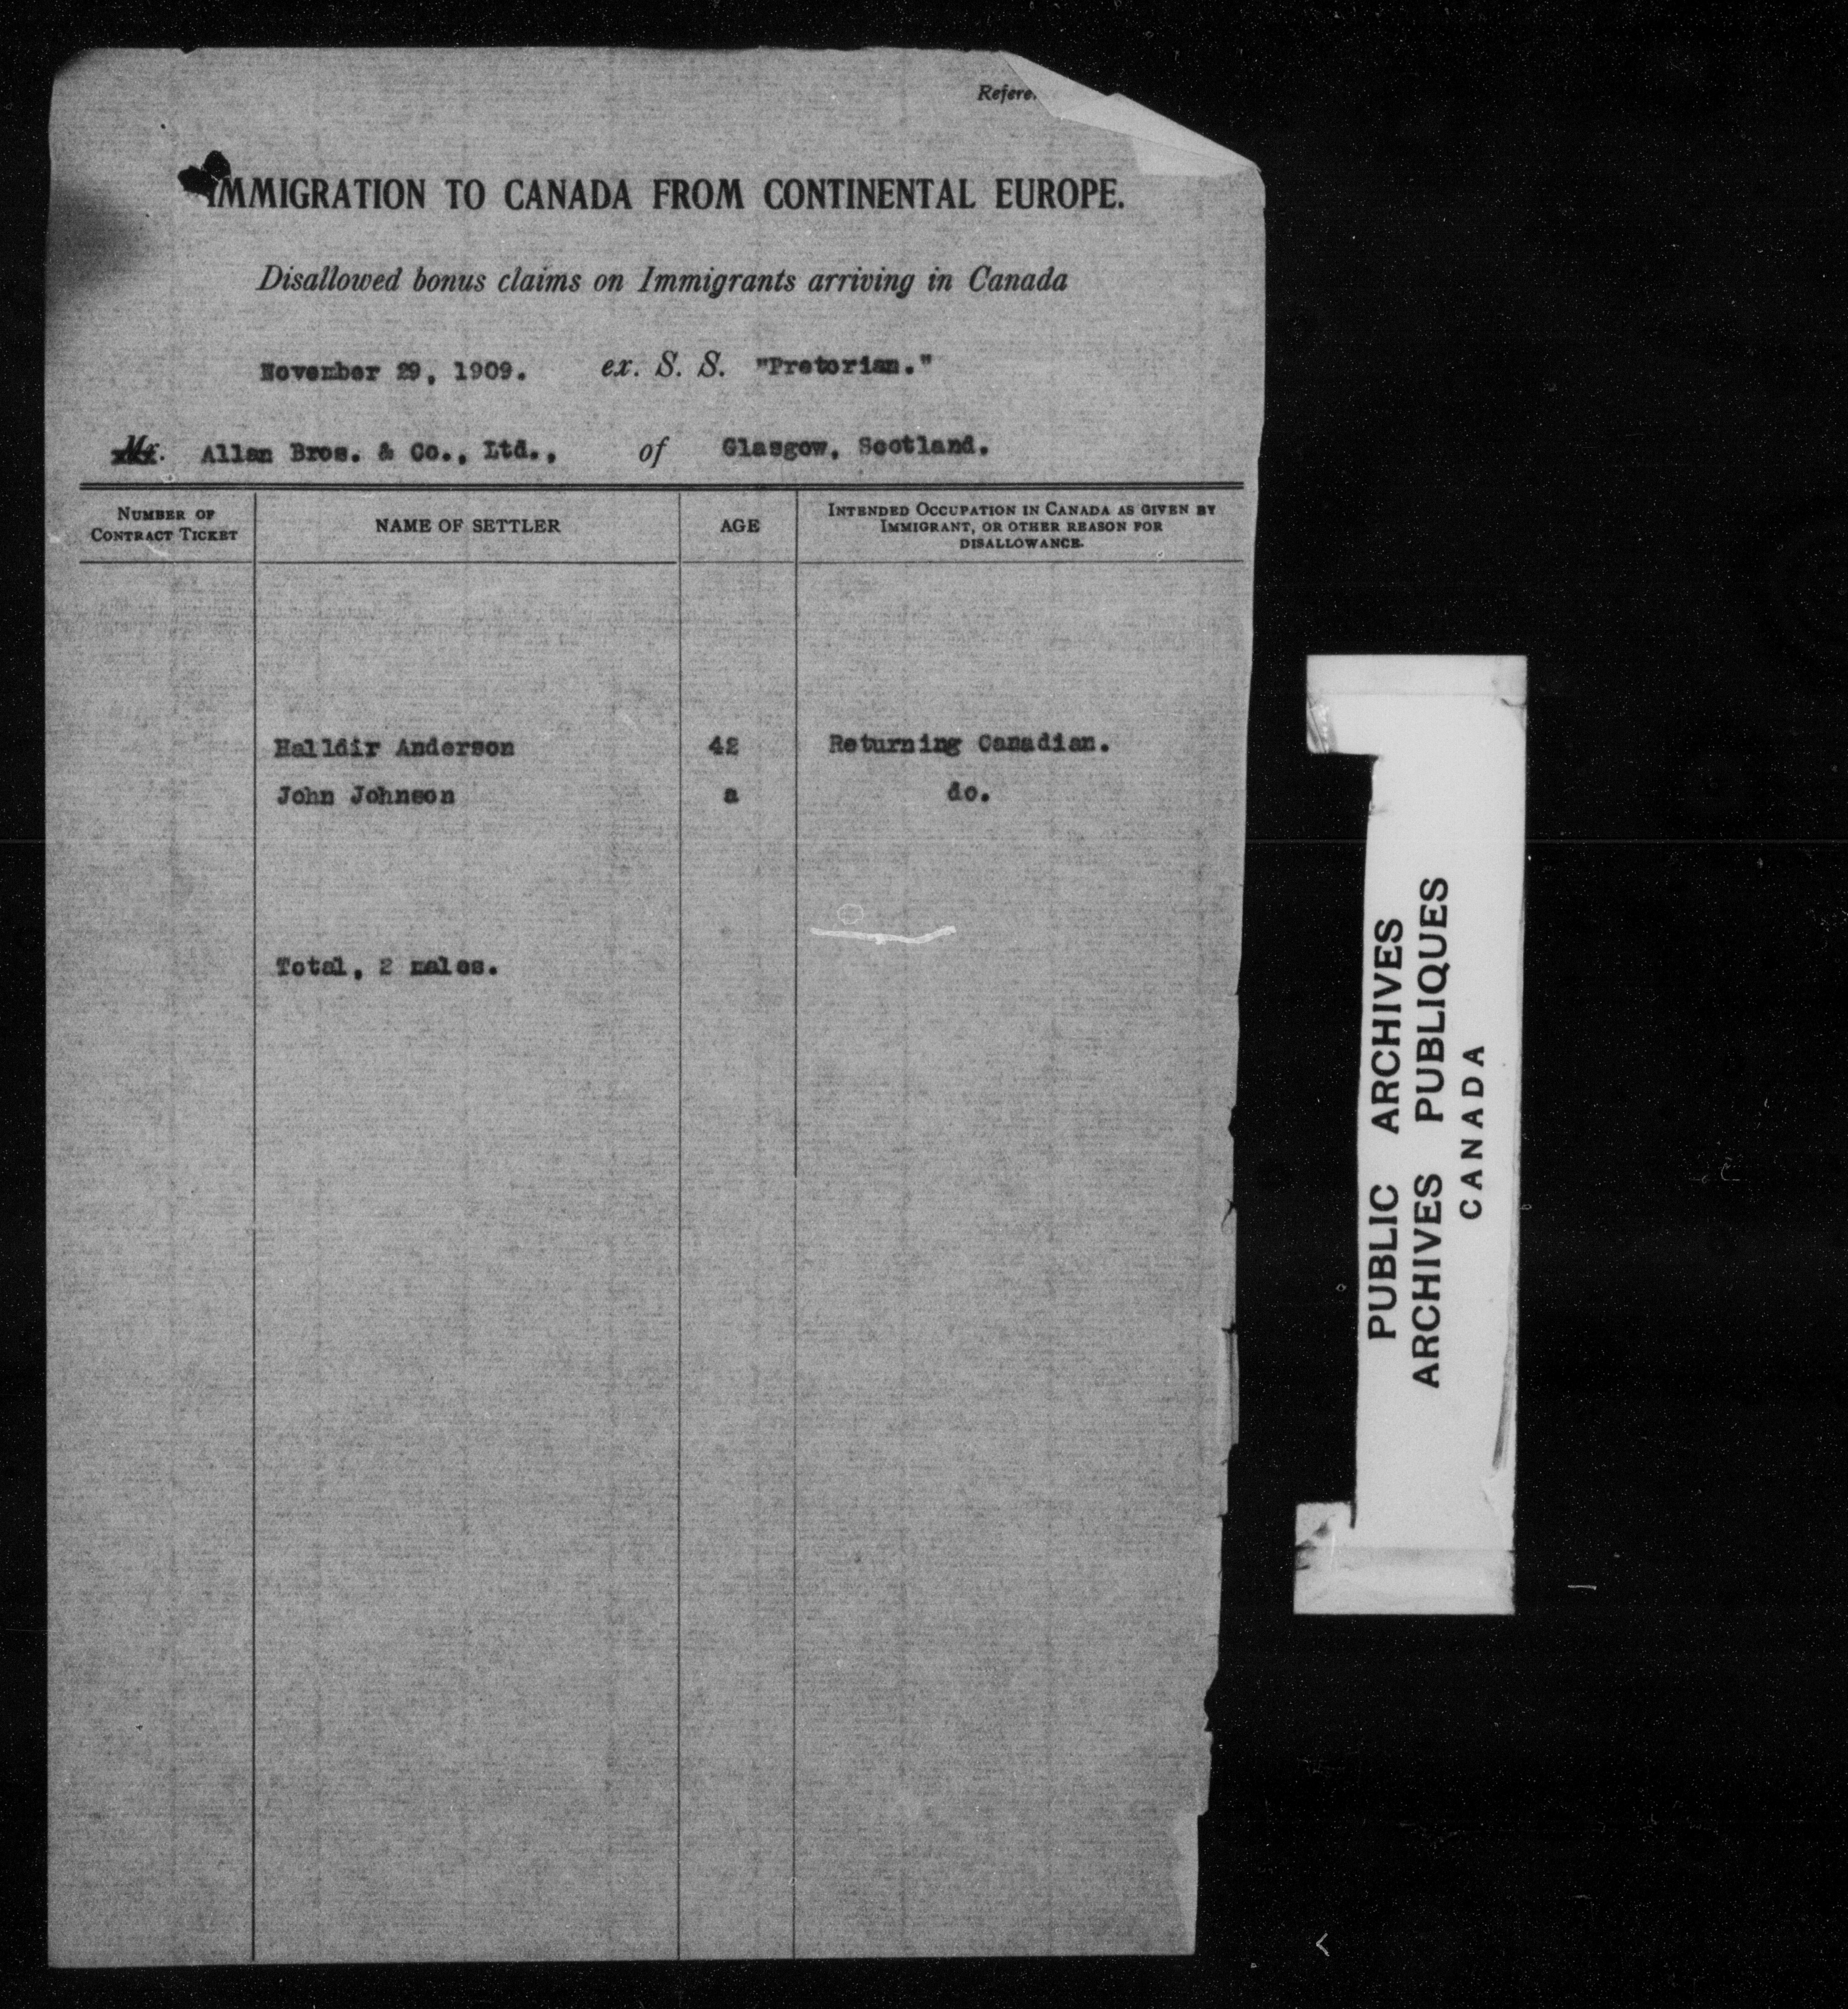 IMMIGRATION TO CANADA FROM CONTINENTAL EUROPE.
Disallowed bonus claims on Immigrants arriving in Canada
November 29, 1909. ex. S. S. "Pretorian."
Mr. Allan Bros. & Co., Ltd., of Glasgow, Scotland.
NUMBER OF
CONTRACT TICKET
NAME OF SETTLER
AGE
INTENDED OCCUPATION IN CANADA AS GIVEN BY
IMMIGRANT, OR OTHER REASON FOR
DISALLOWANCE.
Halldir Anderson 42 Returning Canadian.
John Johnson a do.
Total, 2 males.
PUBLIC ARCHIVES
ARCHIVES PUBLIQUES
CANADA